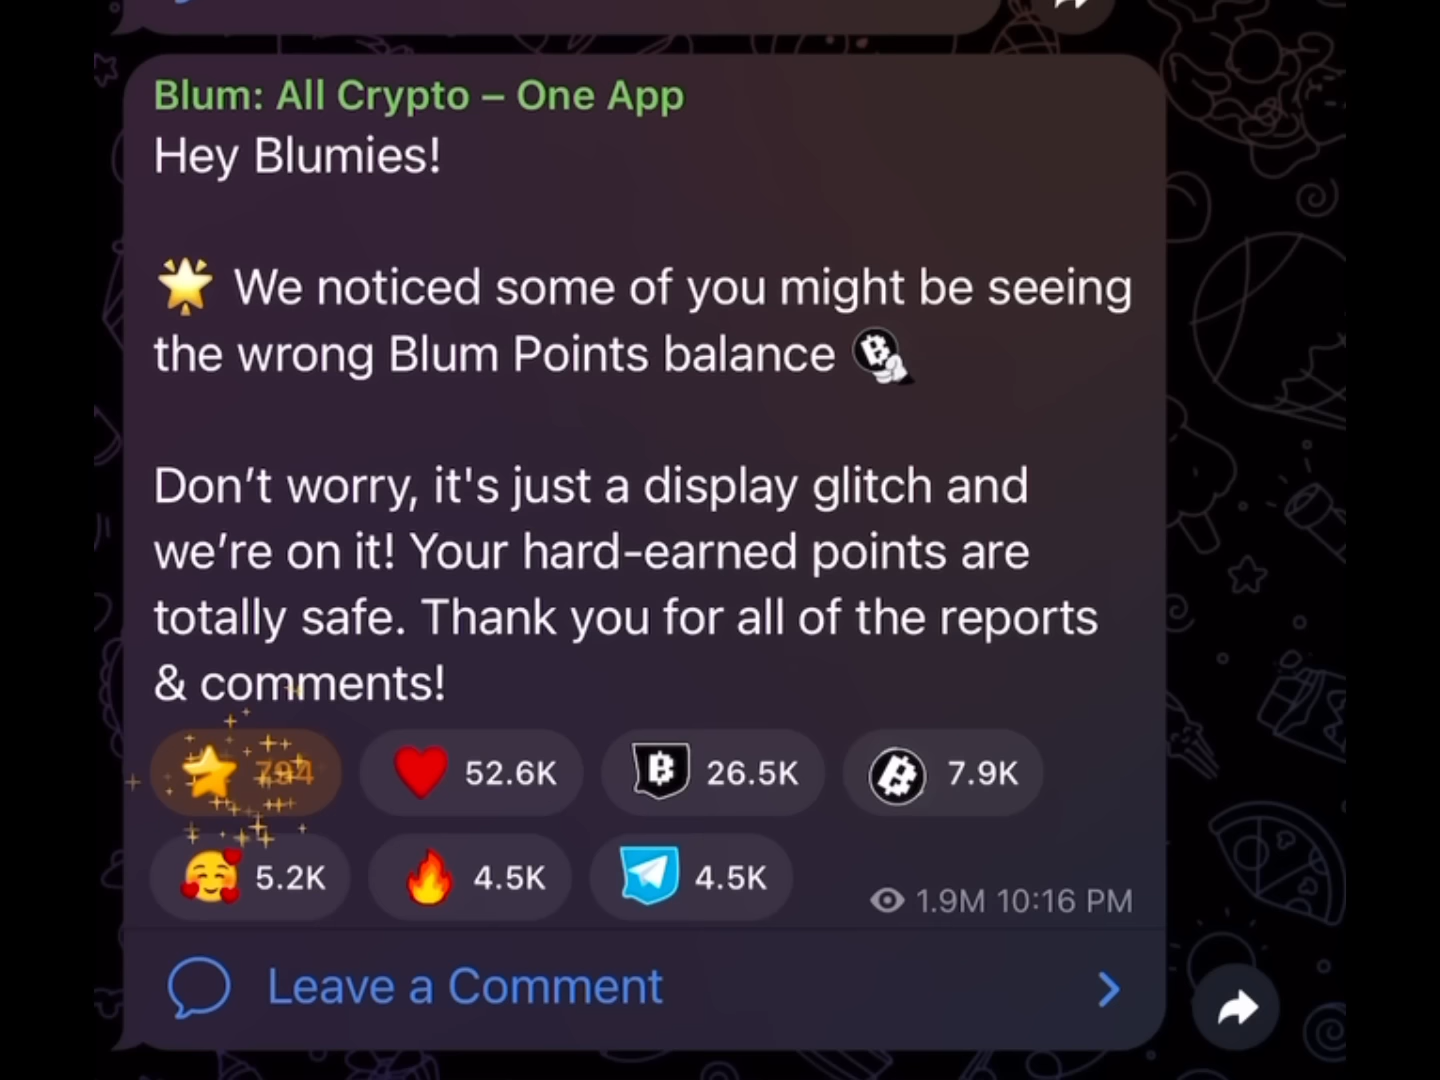 Blum: All Crypto – One App
Hey Blumies!
🌟 We noticed some of you might be seeing
the wrong Blum Points balance
Don’t worry, it's just a display glitch and
we’re on it! Your hard-earned points are
totally safe. Thank you for all of the reports
& comments!
52.6K 26.5K 7.9K
5.2K 4.5K 4.5K 1.9M 10:16 PM
Leave a Comment